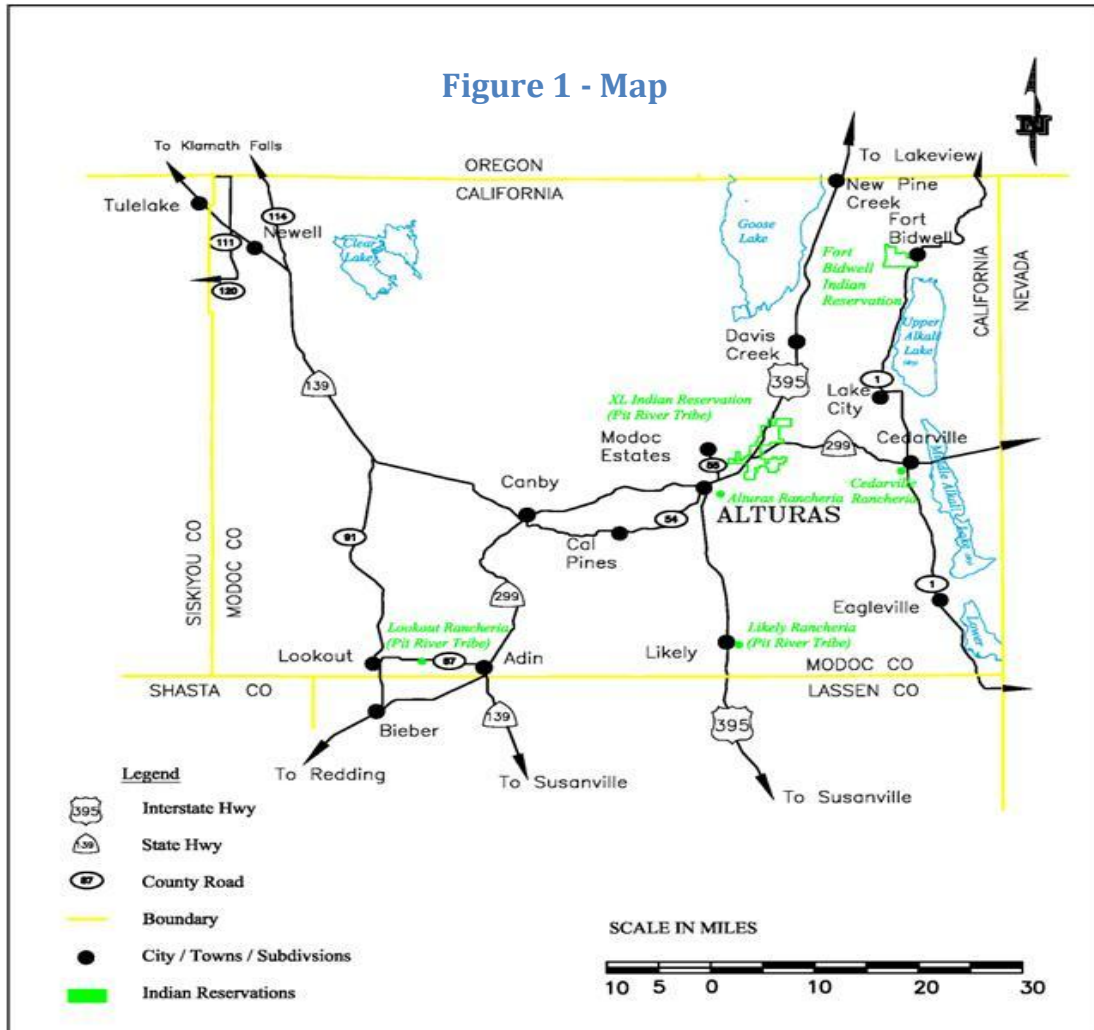 Figure 1 - Map
N
To Klamath Falls
OREGON
To Lakeview
CALIFORNIA
New Pine
Creek
Tulelake
114
Newell
111
120
Clear
Lake
Goose
Lake
Fort
Bidwell
Fort
Bidwell
Indian
Reservation
CALIFORNIA
NEVADA
Upper
Alkali
Lake
Davis
Creek
139
395
1
Lake
City
XL Indian Reservation
(Pit River Tribe)
Modoc
Estates
299
Cedarville
Canby
54
Alturas Rancheria
ALTURAS
Cedarville
Rancheria
Middle Alkali Lake
Cal
Pines
91
SISKIYOU CO
MODOC CO
299
1
Eagleville
Lower
Lookout Rancheria
(Pit River Tribe)
Likely Rancheria
(Pit River Tribe)
Lookout
87
Adin
Likely
MODOC CO
SHASTA CO
LASSEN CO
Bieber
139
395
To Redding
To Susanville
To Susanville
Legend
395
Interstate Hwy
139
State Hwy
87
County Road
Boundary
City / Towns / Subdivsions
Indian Reservations
SCALE IN MILES
10 5 0 10 20 30